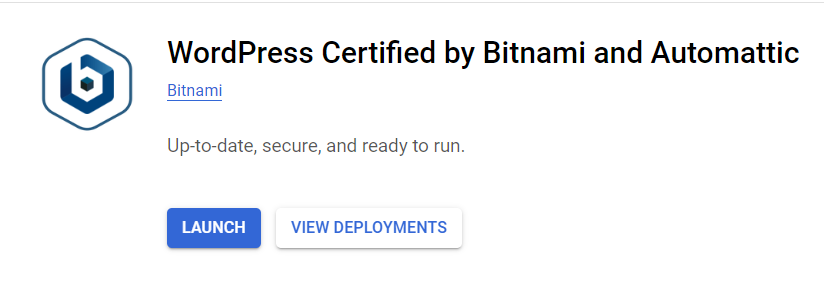 WordPress Certified by Bitnami and Automattic
Bitnami
Up-to-date, secure, and ready to run.
LAUNCH VIEW DEPLOYMENTS